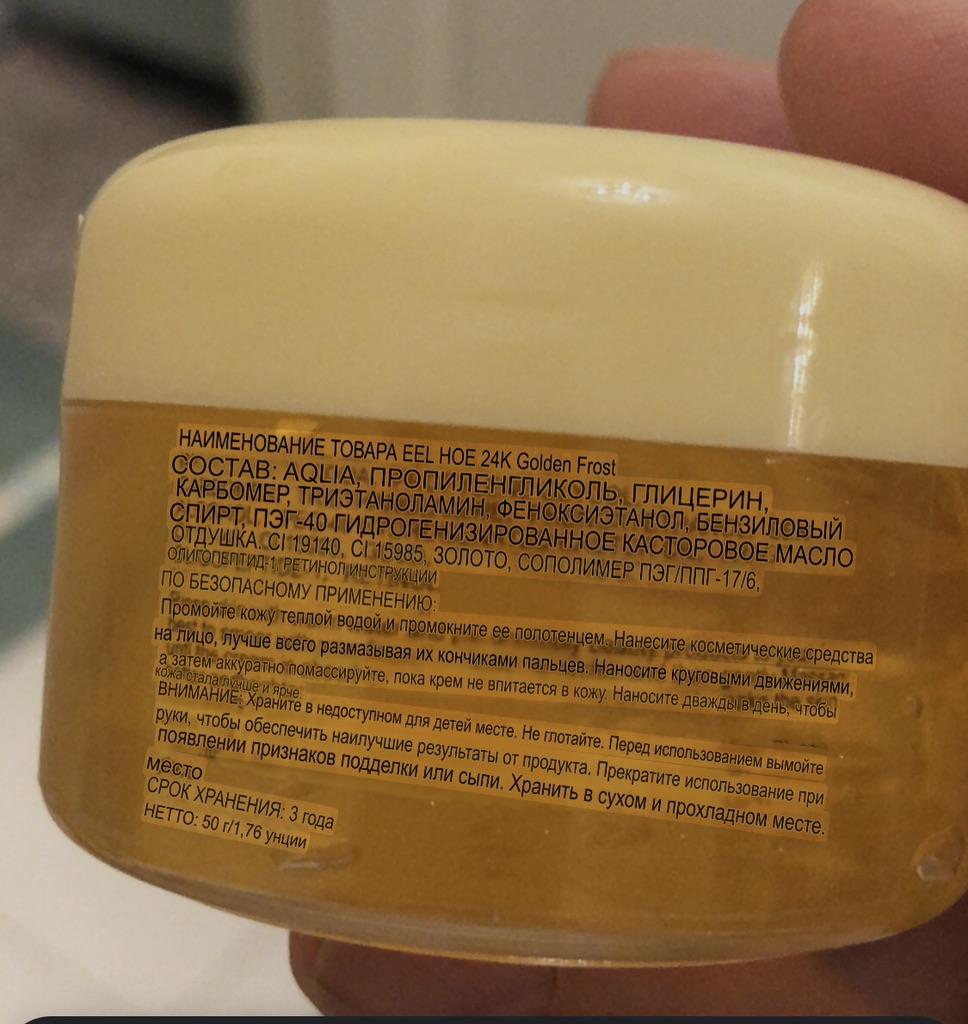 НАИМЕНОВАНИЕ ТОВАРА EEL HOE 24K Golden Frost
СОСТАВ: AQLIA, ПРОПИЛЕНГЛИКОЛЬ, ГЛИЦЕРИН,
КАРБОМЕР, ТРИЭТАНОЛАМИН, ФЕНОКСИЭТАНОЛ, БЕНЗИЛОВЫЙ
СПИРТ, ПЭГ-40 ГИДРОГЕНИЗИРОВАННОЕ КАСТОРОВОЕ МАСЛО
ОТДУШКА. CI 19140, CI 15985, ЗОЛОТО, СОПОЛИМЕР ПЭГ/ППГ-17/6,
ОЛИГОПЕПТИД-1, РЕТИНОЛ ИНСТРУКЦИИ
ПО БЕЗОПАСНОМУ ПРИМЕНЕНИЮ:
Промойте кожу теплой водой и промокните ее полотенцем. Нанесите косметические средства
на лицо, лучше всего размазывая их кончиками пальцев. Наносите круговыми движениями,
а затем аккуратно помассируйте, пока крем не впитается в кожу. Наносите дважды в день, чтобы
кожа стала лучше и ярче.
ВНИМАНИЕ: Храните в недоступном для детей месте. Не глотайте. Перед использованием вымойте
руки, чтобы обеспечить наилучшие результаты от продукта. Прекратите использование при
появлении признаков подделки или сыпи. Хранить в сухом и прохладном месте.
место
СРОК ХРАНЕНИЯ: 3 года
НЕТТО: 50 г/1,76 унции